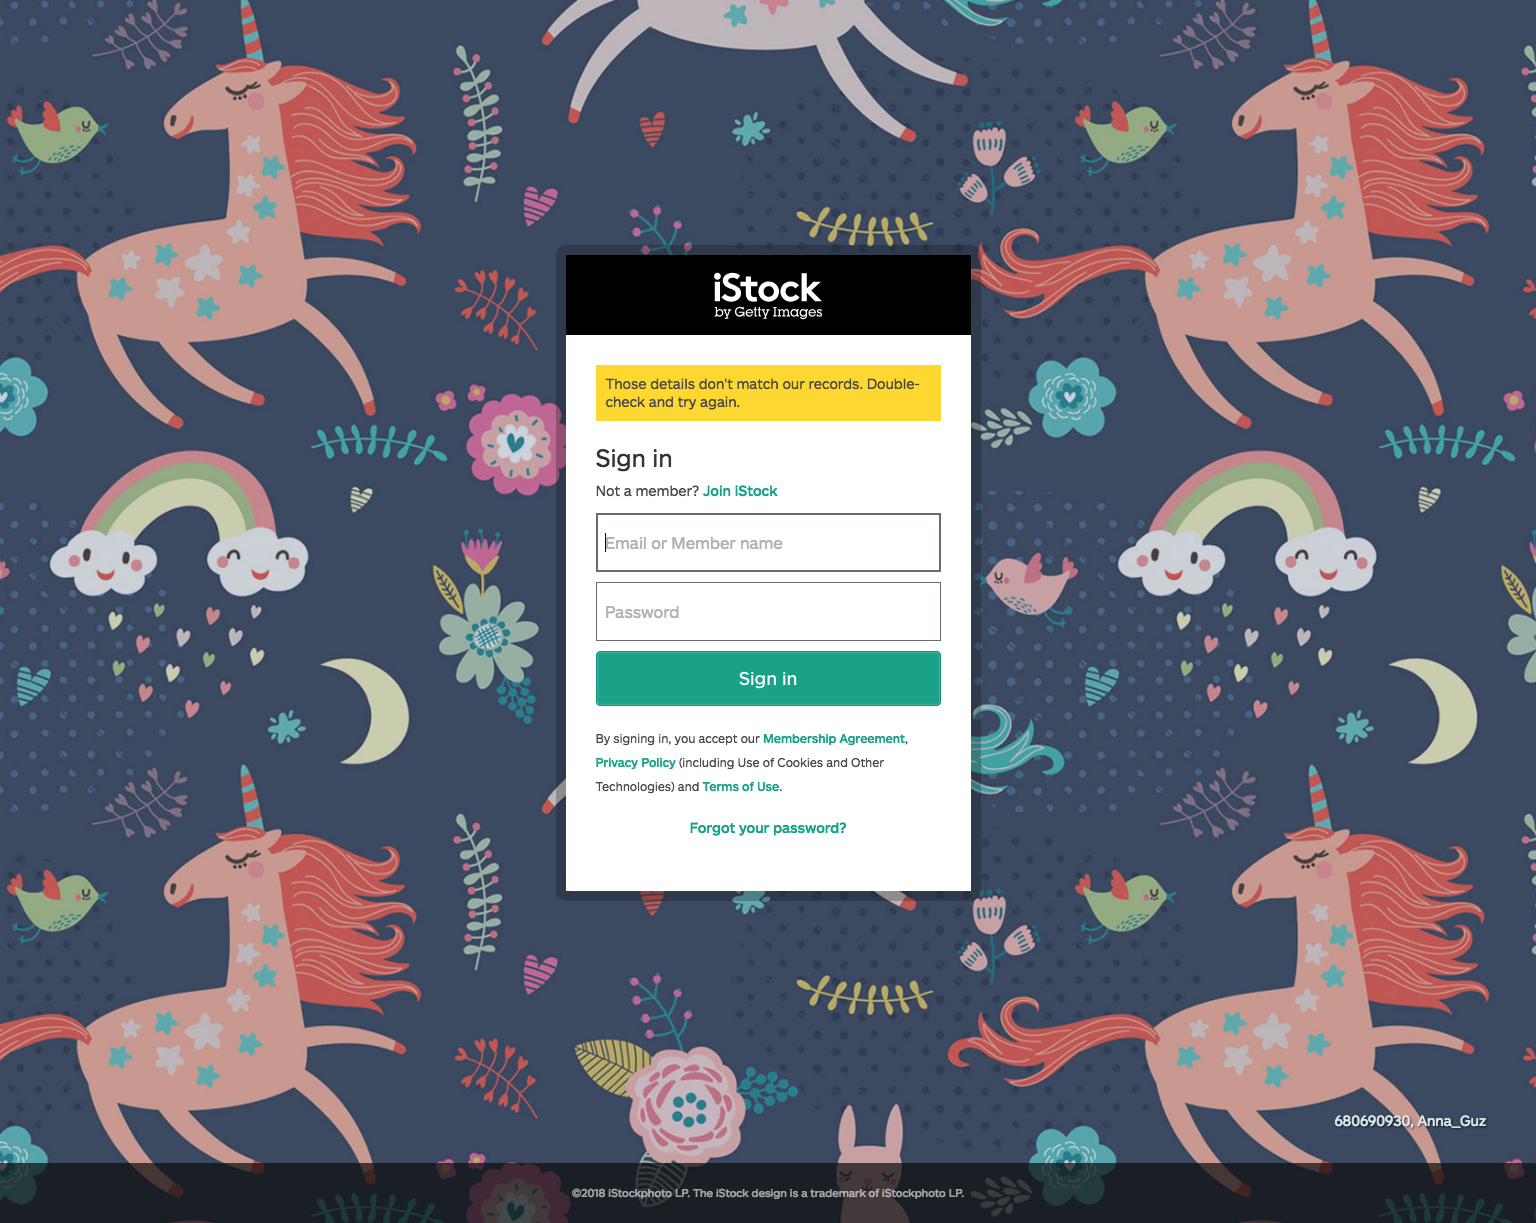 iStock
by Getty Images
Those details don't match our records. Double-
check and try again.
Sign in
Not a member? Join iStock
Email or Member name
Password
Sign in
By signing in, you accept our Membership Agreement,
Privacy Policy (including Use of Cookies and Other
Technologies) and Terms of Use.
Forgot your password?
680690930, Anna_Guz
©2018 iStockphoto LP. The iStock design is a trademark of iStockphoto LP.